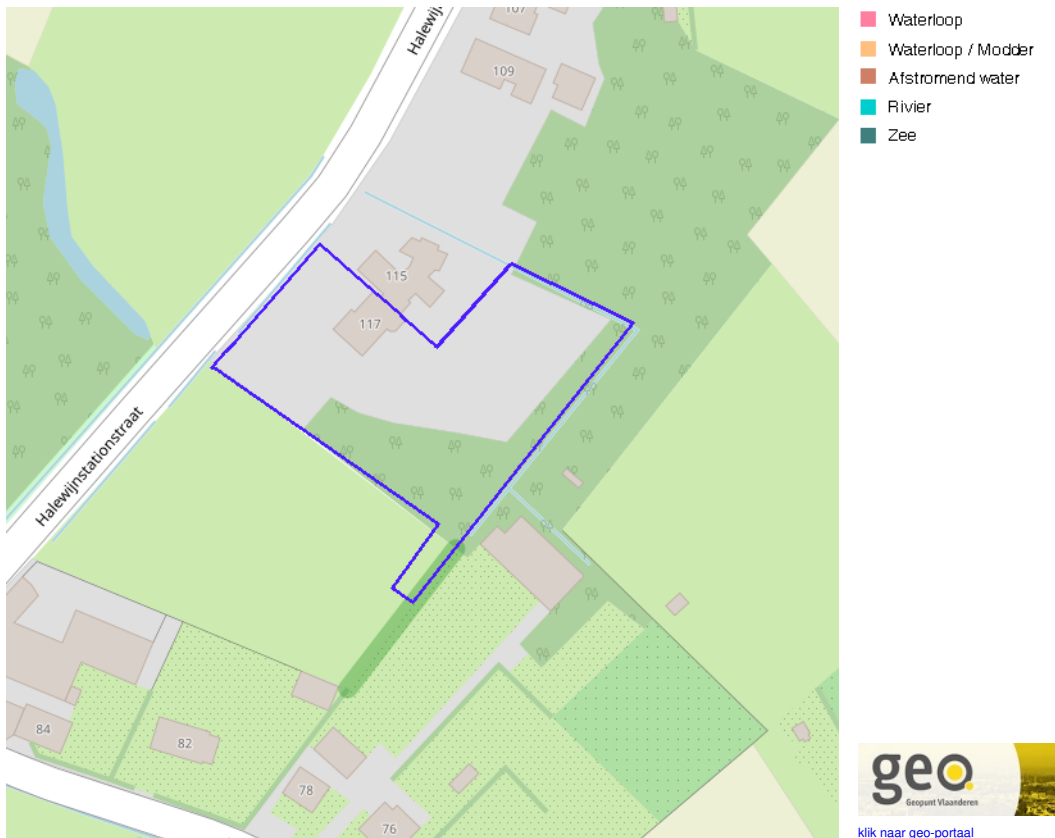 Halewijn
107
109
115
117
Halewijnstationstraat
84
82
78
76
Waterloop
Waterloop / Modder
Afstromend water
Rivier
Zee
geo.
Geopunt Vlaanderen
klik naar geo-portaal